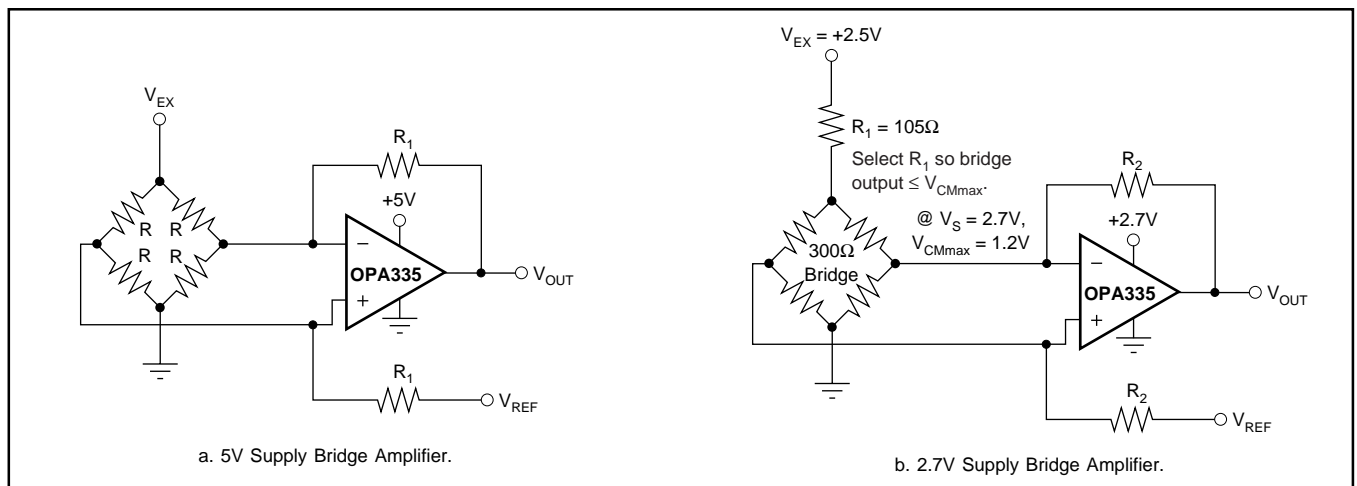 V_EX
R_1
+5V
R R
R R
−
OPA335
+
V_OUT
R_1
V_REF
a. 5V Supply Bridge Amplifier.
V_EX = +2.5V
R_1 = 105Ω
Select R_1 so bridge
output ≤ V_CMmax.
@ V_S = 2.7V,
V_CMmax = 1.2V
R_2
+2.7V
300Ω
Bridge
−
OPA335
+
V_OUT
R_2
V_REF
b. 2.7V Supply Bridge Amplifier.